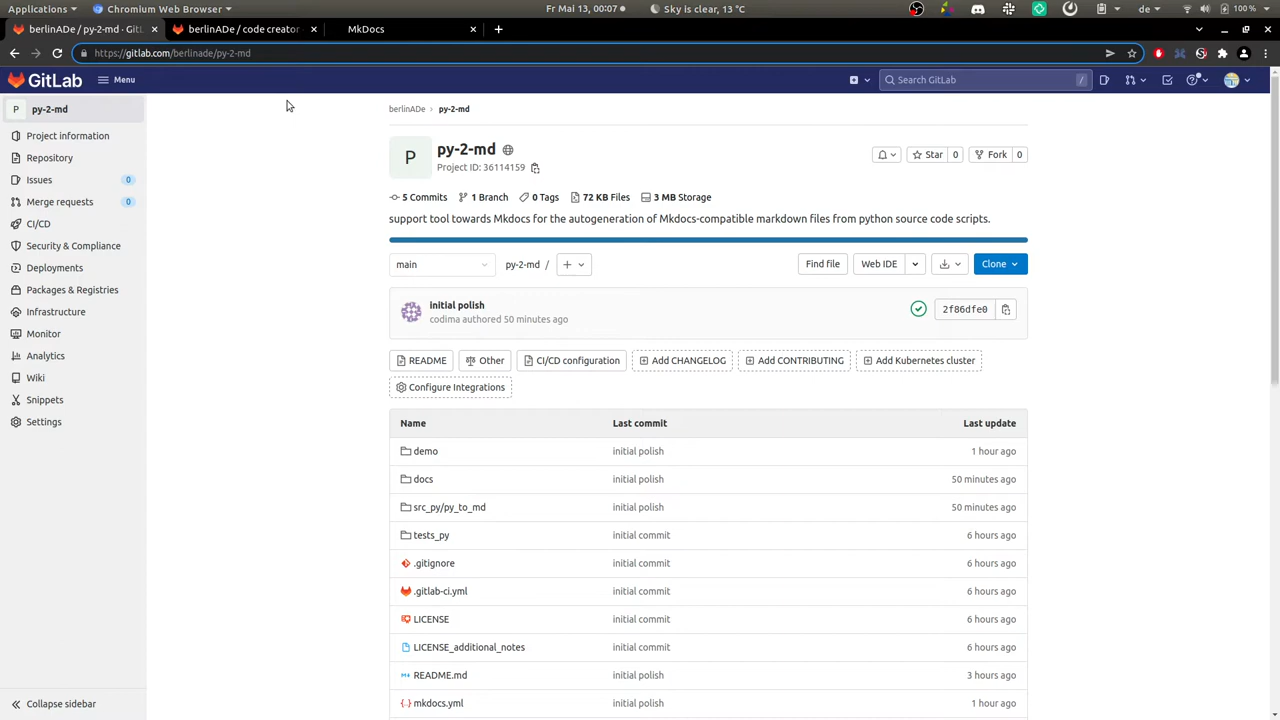 Applications Chromium Web Browser Fr Mai 13, 00:07 Sky is clear, 13 °C de 100 %
berlinADe / py-2-md · GitL berlinADe / code creator MkDocs
https://gitlab.com/berlinade/py-2-md
GitLab Menu Search GitLab /
P py-2-md
Project information
Repository
Issues 0
Merge requests 0
CI/CD
Security & Compliance
Deployments
Packages & Registries
Infrastructure
Monitor
Analytics
Wiki
Snippets
Settings
Collapse sidebar
berlinADe › py-2-md
P
py-2-md
Project ID: 36114159
Star 0 Fork 0
5 Commits 1 Branch 0 Tags 72 KB Files 3 MB Storage
support tool towards Mkdocs for the autogeneration of Mkdocs-compatible markdown files from python source code scripts.
main py-2-md / + Find file Web IDE Clone
initial polish
codima authored 50 minutes ago
2f86dfe0
README Other CI/CD configuration Add CHANGELOG Add CONTRIBUTING Add Kubernetes cluster
Configure Integrations
Name Last commit Last update
demo initial polish 1 hour ago
docs initial polish 50 minutes ago
src_py/py_to_md initial polish 50 minutes ago
tests_py initial commit 6 hours ago
.gitignore initial commit 6 hours ago
.gitlab-ci.yml initial commit 6 hours ago
LICENSE initial commit 6 hours ago
LICENSE_additional_notes initial commit 6 hours ago
README.md initial polish 3 hours ago
mkdocs.yml initial polish 1 hour ago